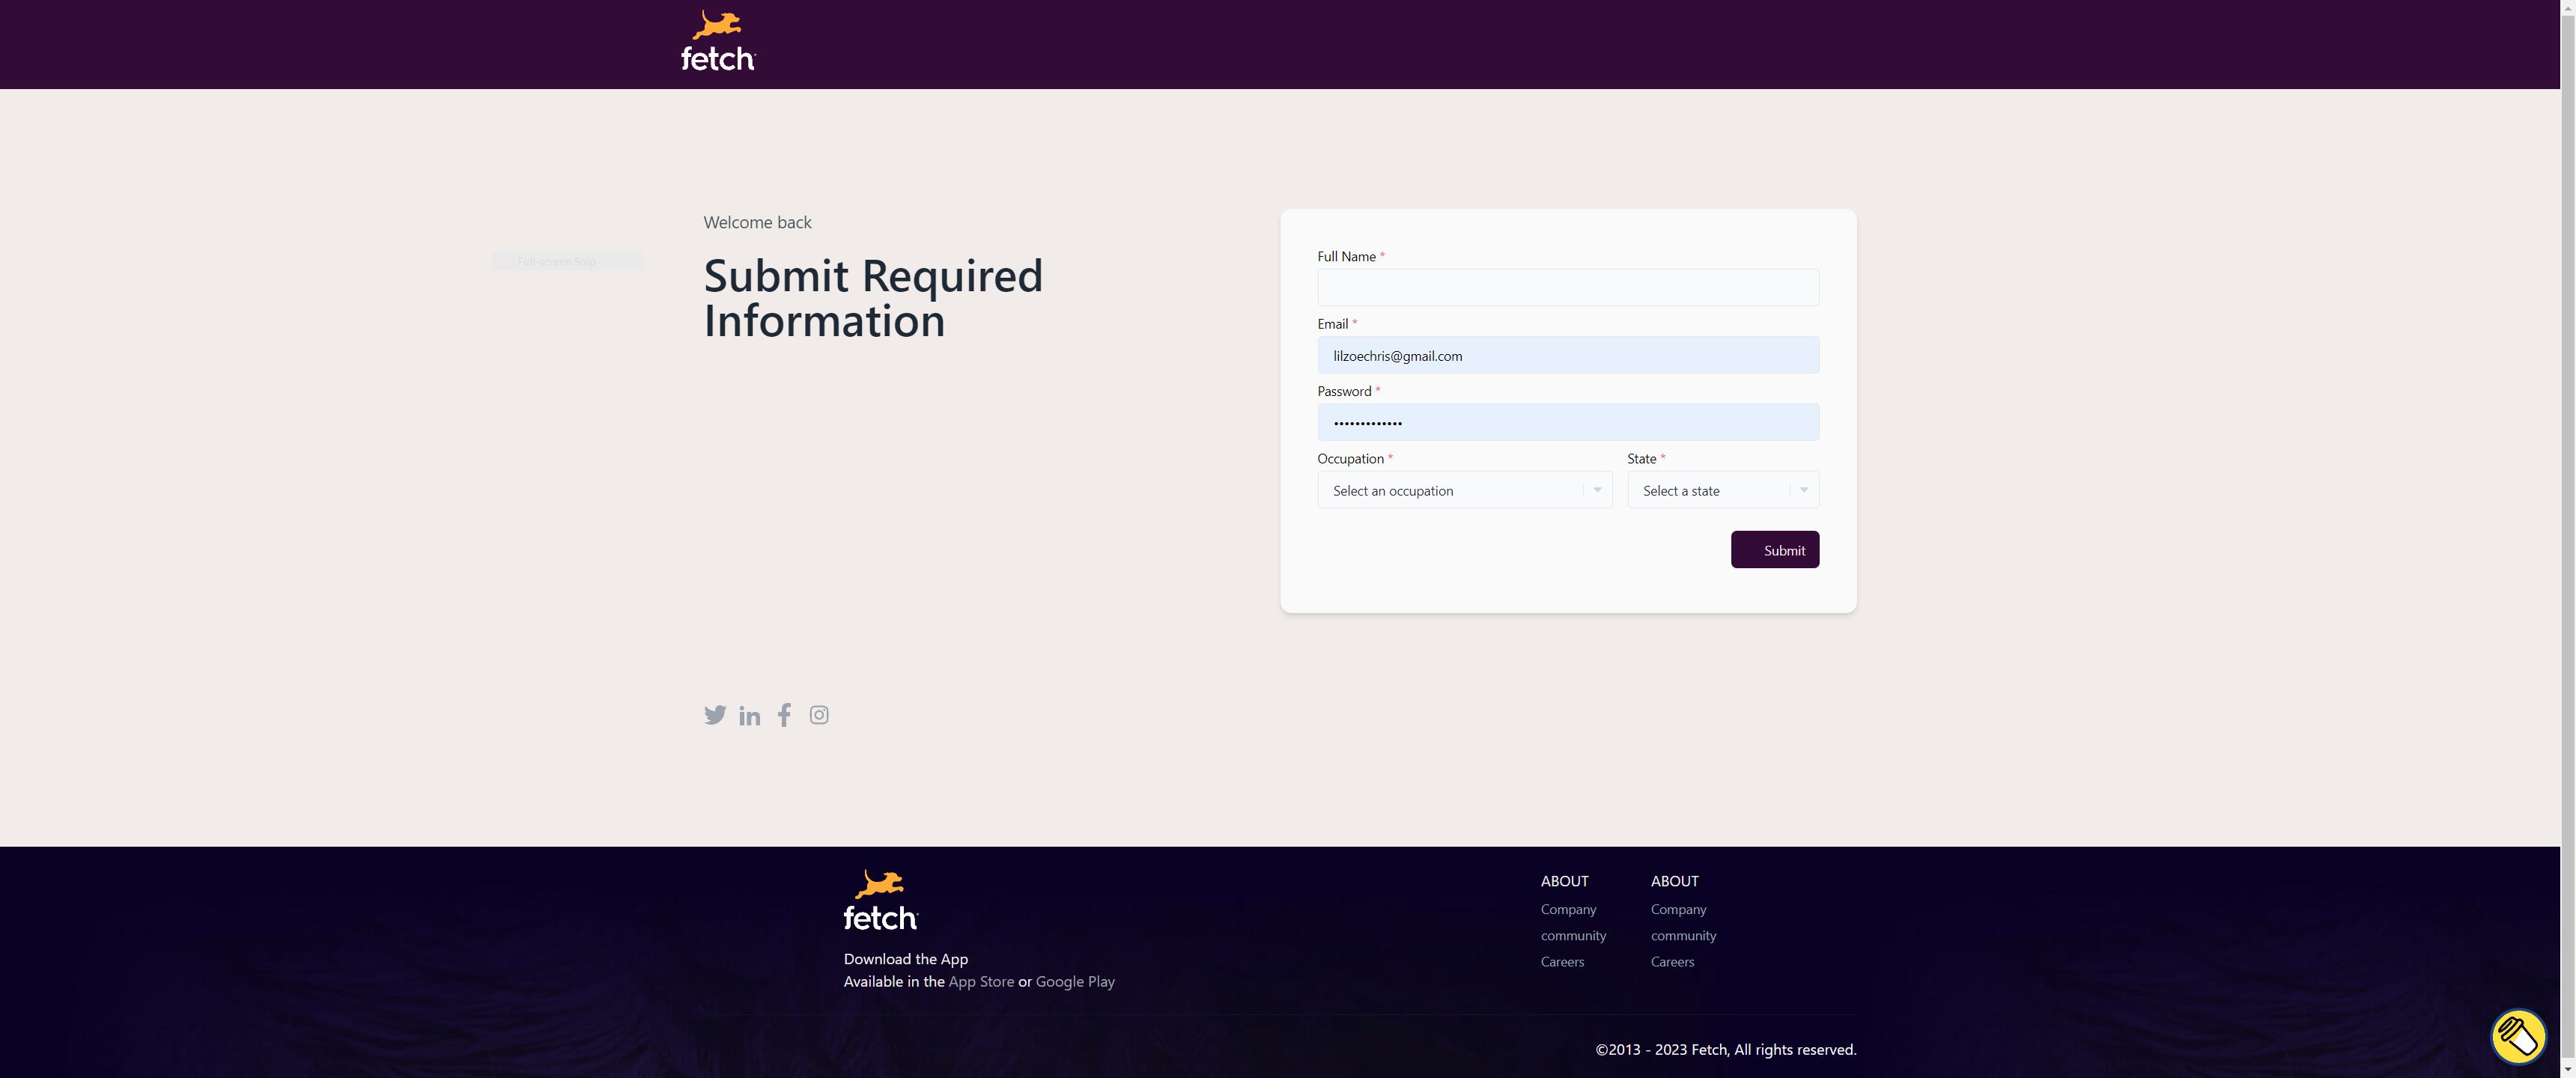 fetch
Welcome back
Full-screen Snip
Submit Required
Information
Full Name *
Email *
lilzoechris@gmail.com
Password *
•••••••••••••
Occupation *
State *
Select an occupation
Select a state
Submit
fetch
Download the App
Available in the App Store or Google Play
ABOUT
Company
community
Careers
ABOUT
Company
community
Careers
©2013 - 2023 Fetch, All rights reserved.